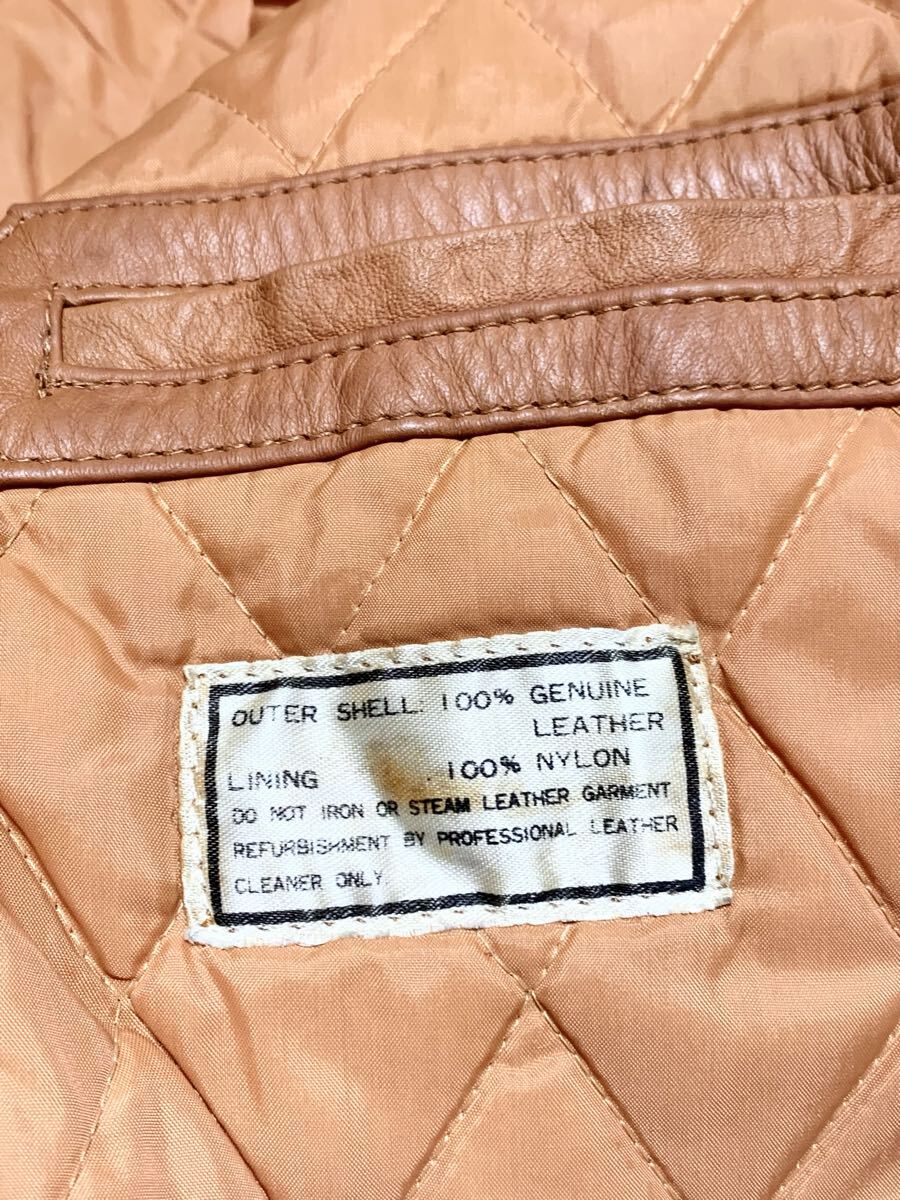 OUTER SHELL: 100% GENUINE
LEATHER
LINING : 100% NYLON
DO NOT IRON OR STEAM LEATHER GARMENT
REFURBISHMENT BY PROFESSIONAL LEATHER
CLEANER ONLY.